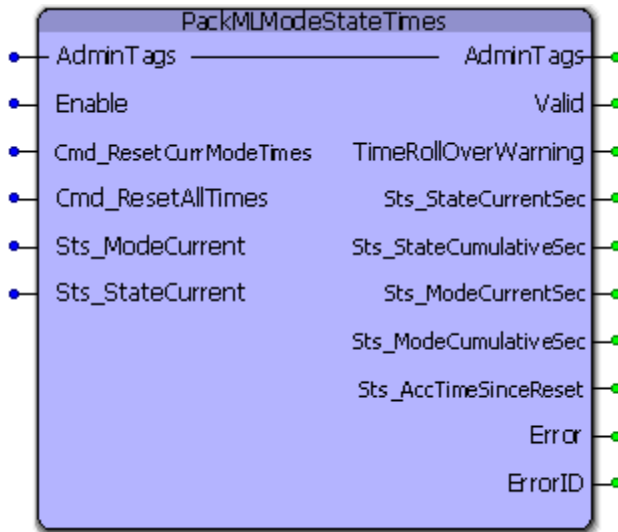 PackMLModeStateTimes
AdminTags AdminTags
Enable Valid
Cmd_ResetCurrModeTimes TimeRollOverWarning
Cmd_ResetAllTimes Sts_StateCurrentSec
Sts_ModeCurrent Sts_StateCumulativeSec
Sts_StateCurrent Sts_ModeCurrentSec
Sts_ModeCumulativeSec
Sts_AccTimeSinceReset
Error
ErrorID